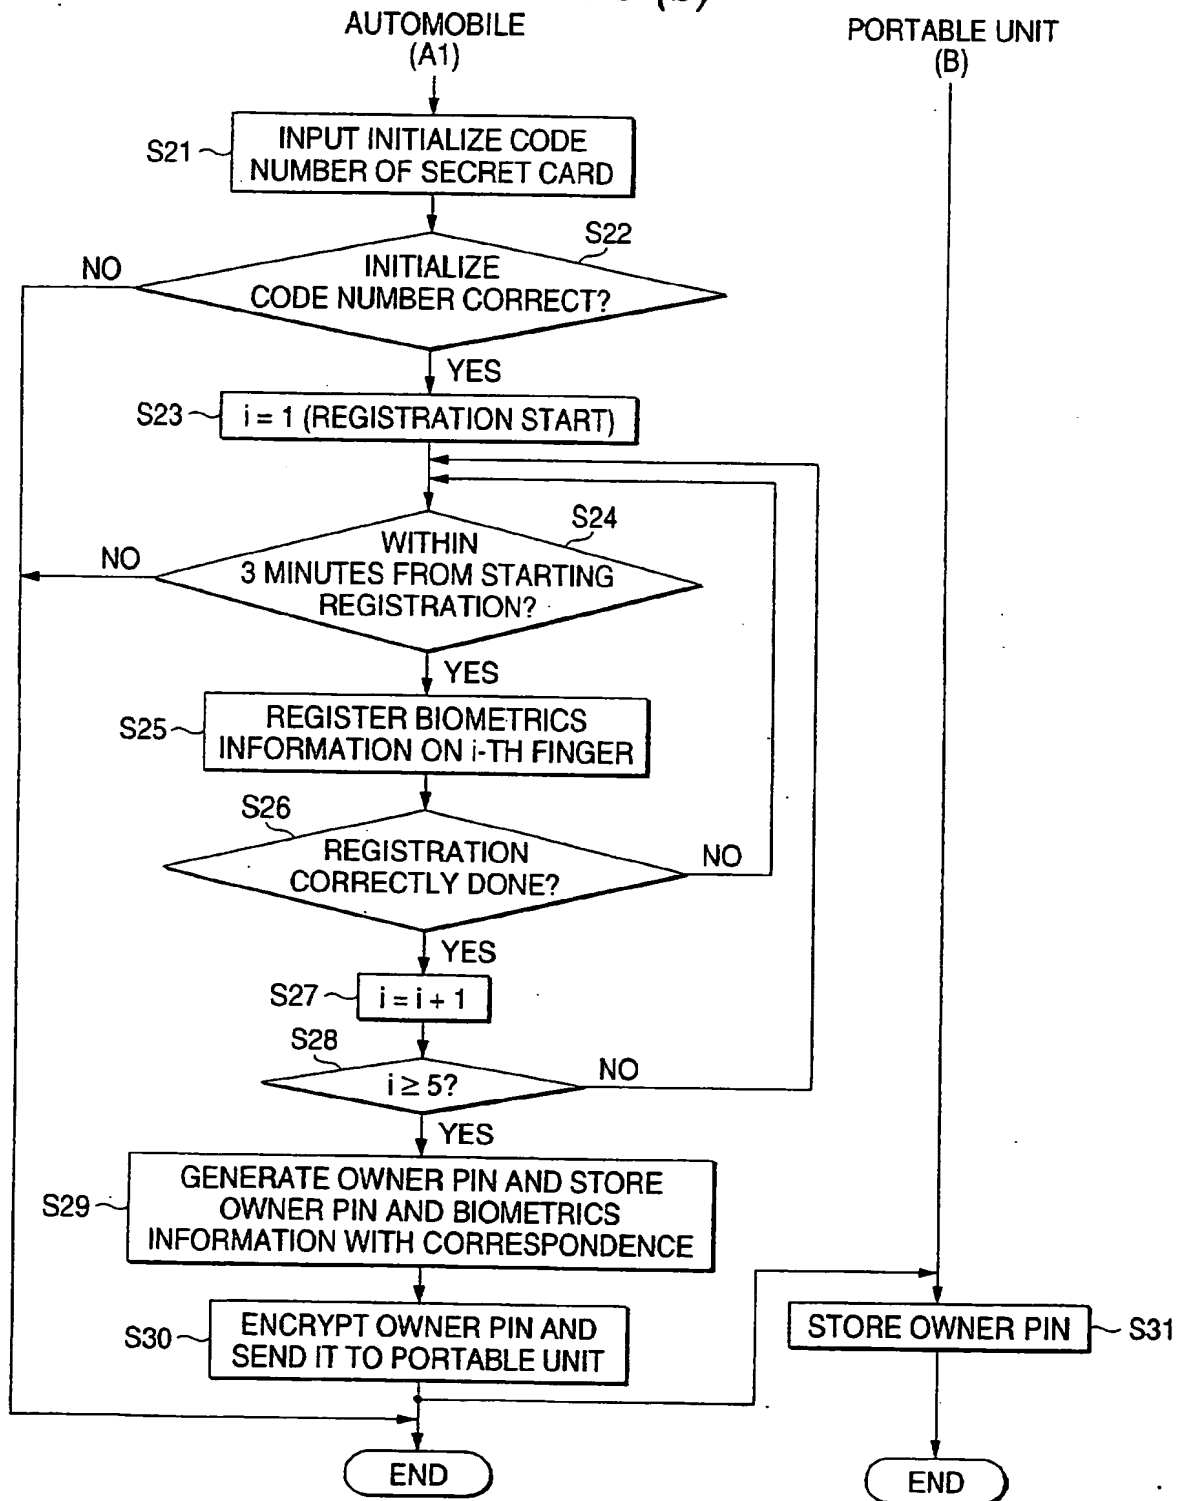 (b)
AUTOMOBILE
(A1)
PORTABLE UNIT
(B)
S21
INPUT INITIALIZE CODE
NUMBER OF SECRET CARD
S22
INITIALIZE
CODE NUMBER CORRECT?
NO
YES
S23
i = 1 (REGISTRATION START)
S24
WITHIN
3 MINUTES FROM STARTING
REGISTRATION?
NO
YES
S25
REGISTER BIOMETRICS
INFORMATION ON i-TH FINGER
S26
REGISTRATION
CORRECTLY DONE?
NO
YES
S27
i = i + 1
S28
i ≥ 5?
NO
YES
S29
GENERATE OWNER PIN AND STORE
OWNER PIN AND BIOMETRICS
INFORMATION WITH CORRESPONDENCE
S30
ENCRYPT OWNER PIN AND
SEND IT TO PORTABLE UNIT
STORE OWNER PIN
S31
END
END